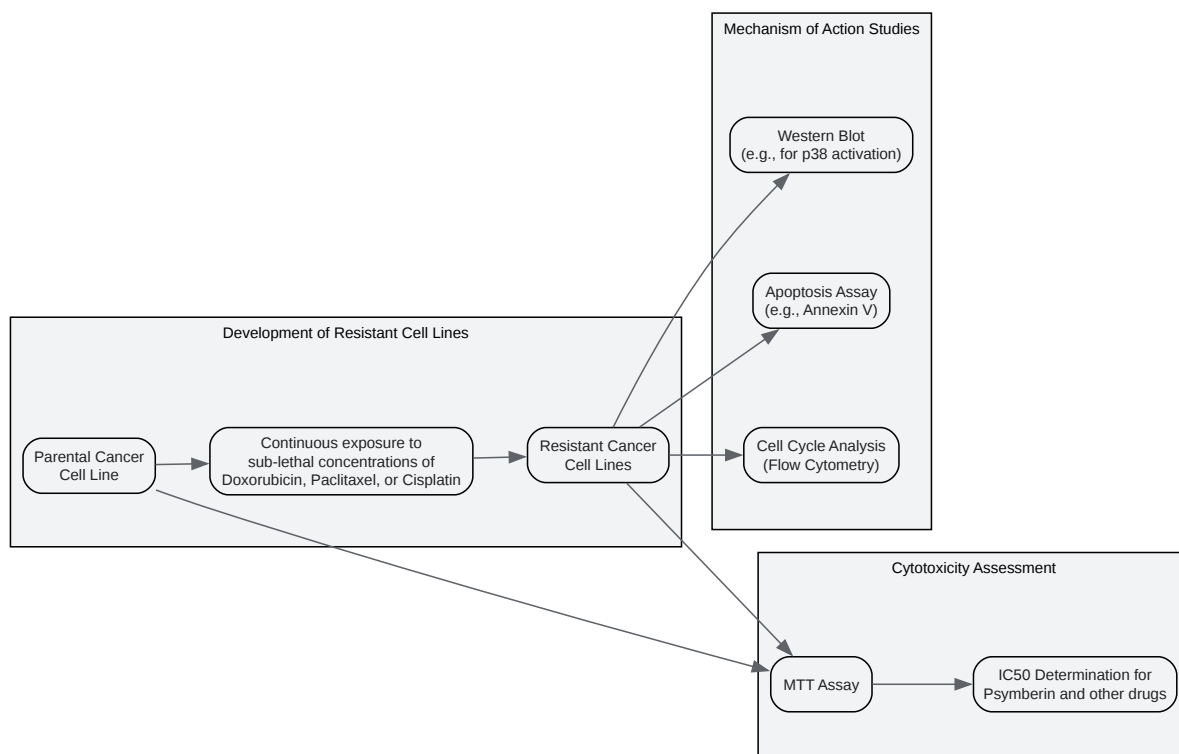 Mechanism of Action Studies
Western Blot
(e.g., for p38 activation)
Apoptosis Assay
(e.g., Annexin V)
Cell Cycle Analysis
(Flow Cytometry)
Development of Resistant Cell Lines
Parental Cancer
Cell Line
Continuous exposure to
sub-lethal concentrations of
Doxorubicin, Paclitaxel, or Cisplatin
Resistant Cancer
Cell Lines
Cytotoxicity Assessment
MTT Assay
IC50 Determination for
Psymberin and other drugs